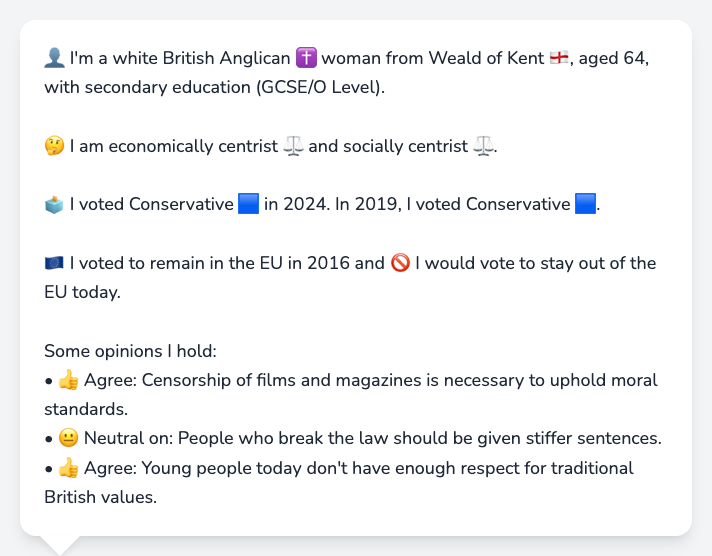 👤 I'm a white British Anglican ✝️ woman from Weald of Kent 🏴󠁧󠁢󠁥󠁮󠁧󠁿, aged 64,
with secondary education (GCSE/O Level).
🤔 I am economically centrist ⚖️ and socially centrist ⚖️.
🗳️ I voted Conservative 🟦 in 2024. In 2019, I voted Conservative 🟦.
🇪🇺 I voted to remain in the EU in 2016 and 🚫 I would vote to stay out of the
EU today.
Some opinions I hold:
• 👍 Agree: Censorship of films and magazines is necessary to uphold moral
standards.
• 😐 Neutral on: People who break the law should be given stiffer sentences.
• 👍 Agree: Young people today don't have enough respect for traditional
British values.